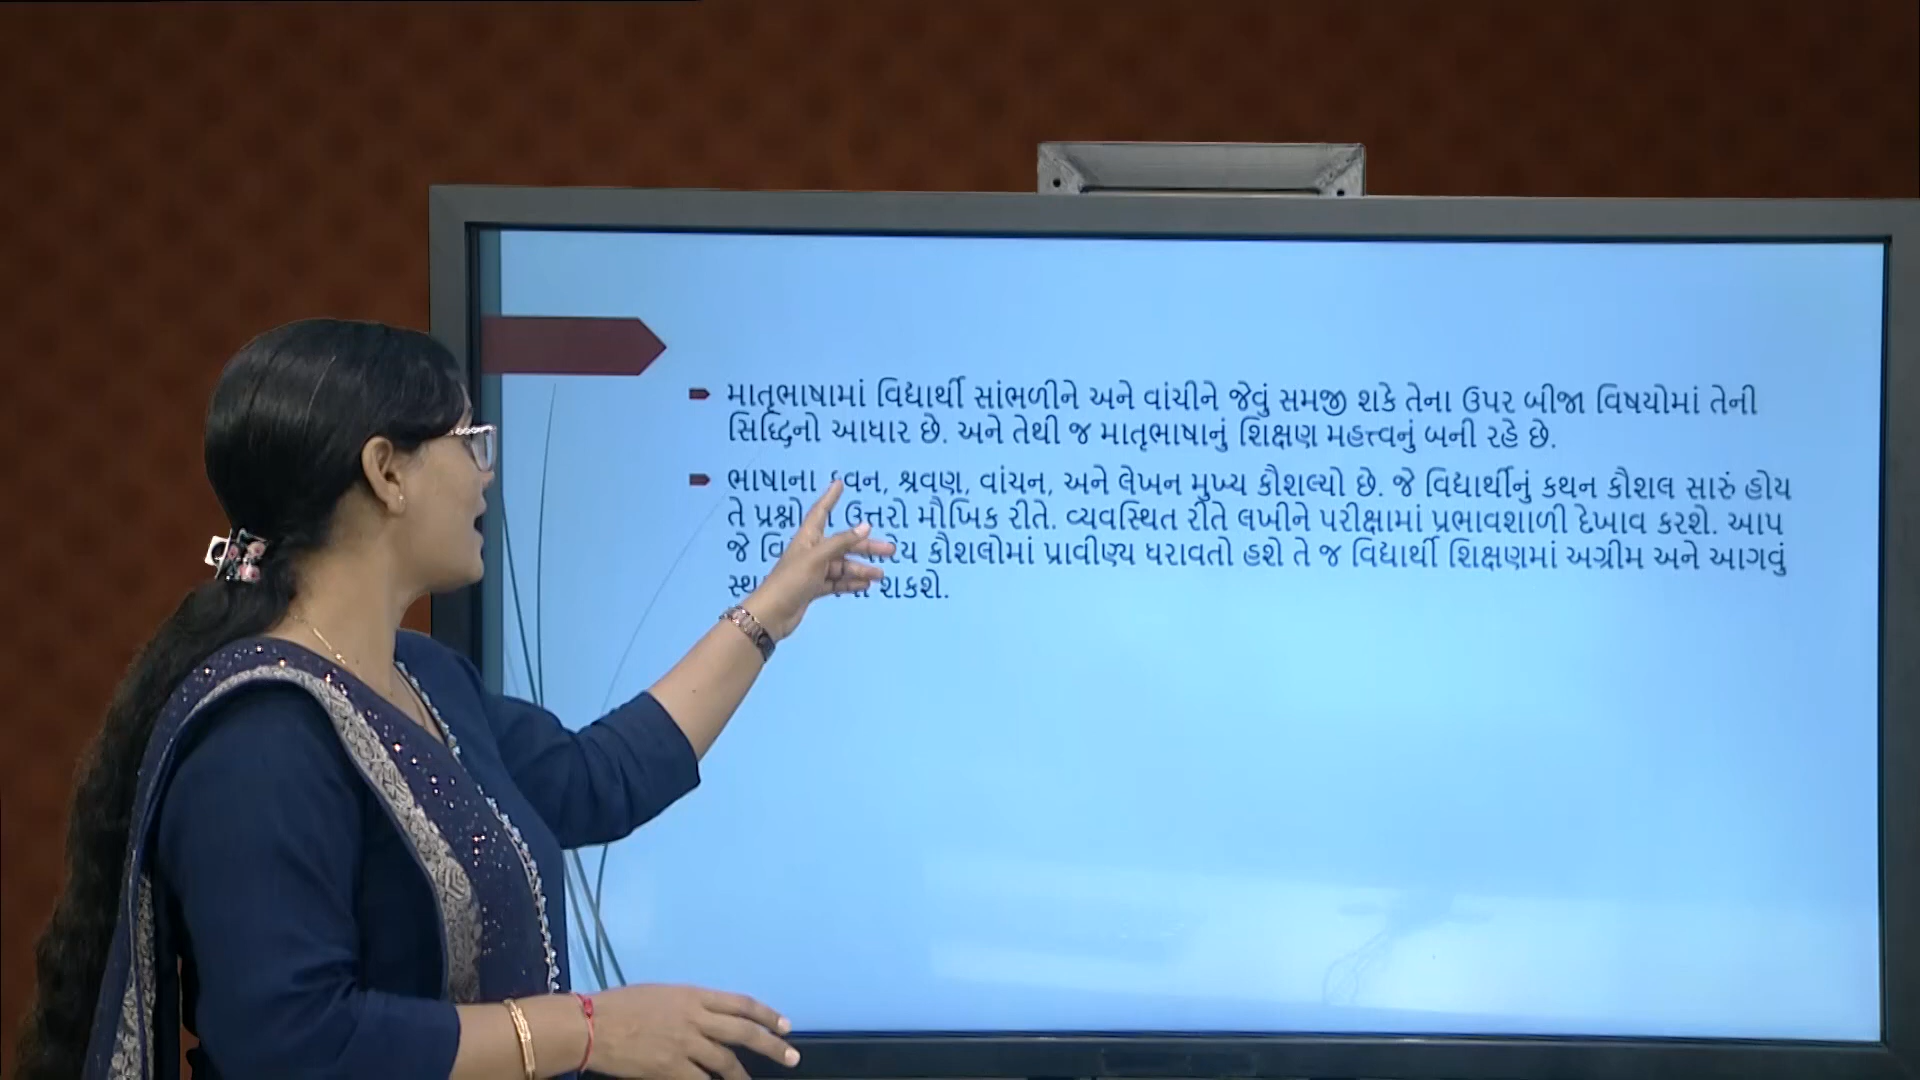 માતૃભાષામાં વિદ્યાર્થી સાંભળીને અને વાંચીને જેવું સમજી શકે તેના ઉપર બીજા વિષયોમાં તેની
સિધ્ધિનો આધાર છે. અને તેથી જ માતૃભાષાનું શિક્ષણ મહત્ત્વનું બની રહે છે.
ભાષાના શ્રવણ, વાંચન, અને લેખન મુખ્ય કૌશલ્યો છે. જે વિદ્યાર્થીનું કથન કૌશલ સારું હોય
તે ઉત્તરો મૌખિક રીતે. વ્યવસ્થિત રીતે લખીને પરીક્ષામાં પ્રભાવશાળી દેખાવ કરશે. આપ
જે કૌશલોમાં પ્રાવીણ્ય ધરાવતો હશે તે જ વિદ્યાર્થી શિક્ષણમાં અગ્રીમ અને આગવું
શકશે.